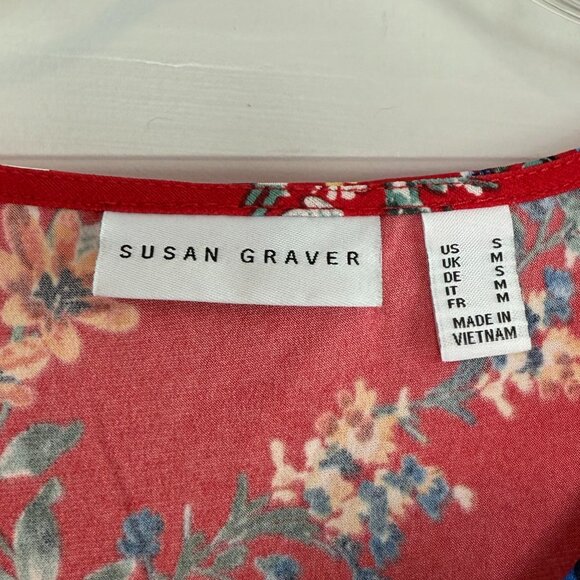 SUSAN GRAVER
US S
UK M
DE S
IT M
FR M
MADE IN
VIETNAM